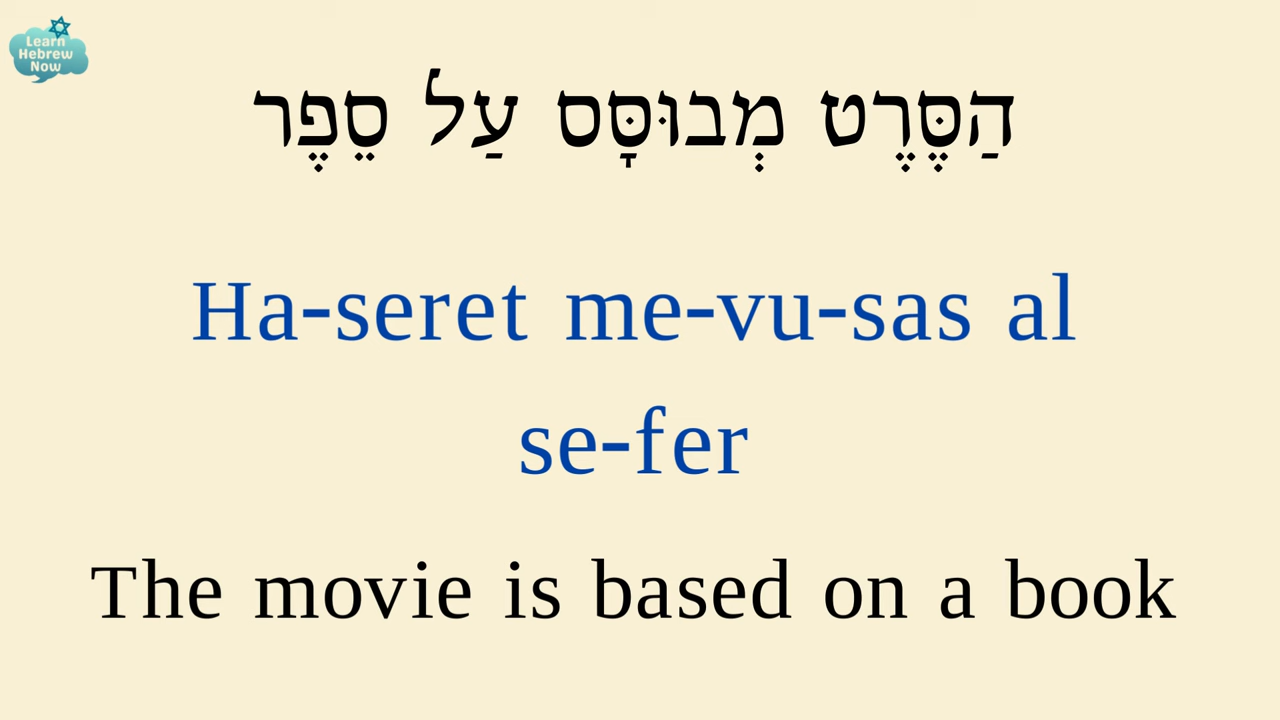 Learn
Hebrew
Now
הַסֶּרֶט מְבוּסָּס עַל סֵפֶר
Ha-seret me-vu-sas al
se-fer
The movie is based on a book